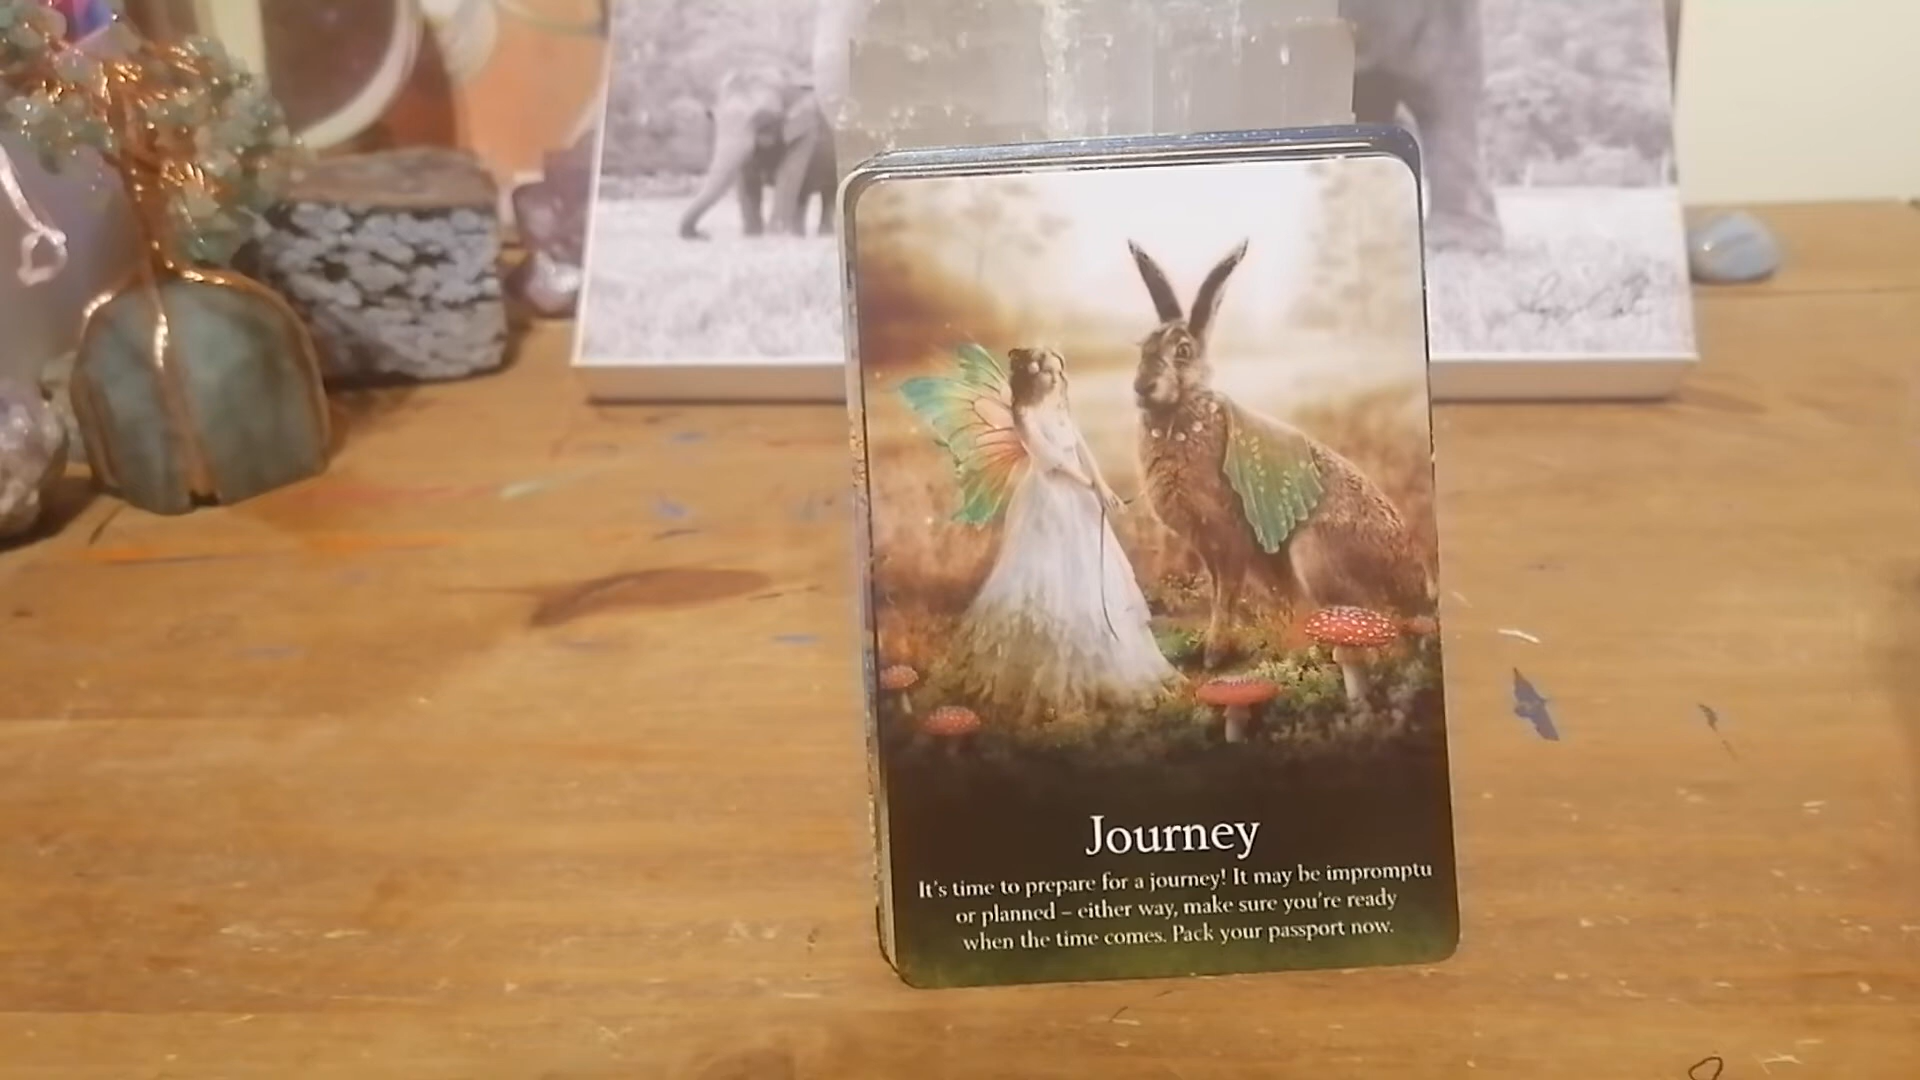 Journey
It's time to prepare for a journey! It may be impromptu
or planned – either way, make sure you're ready
when the time comes. Pack your passport now.